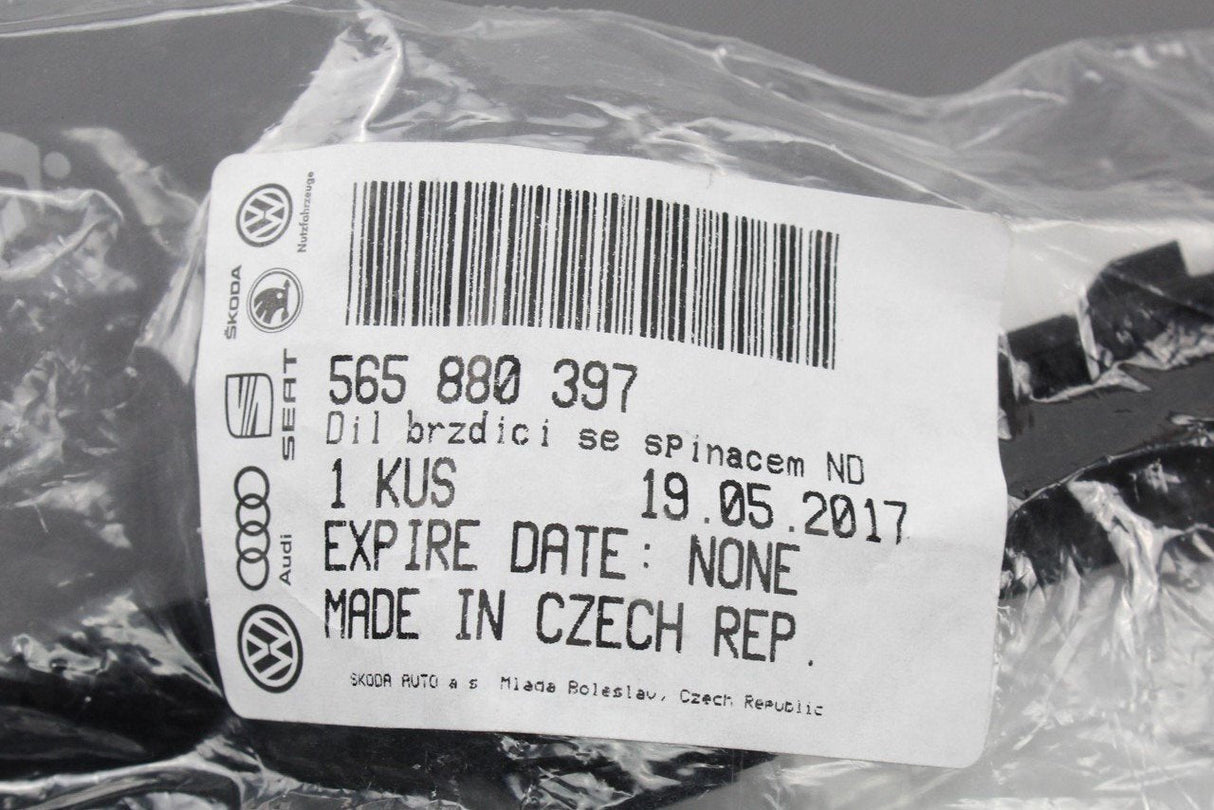 Nutzfahrzeuge
ŠKODA
SEAT
Audi
565 880 397
Dil brzdici se spinacem ND
1 KUS 19.05.2017
EXPIRE DATE: NONE
MADE IN CZECH REP.
SKODA AUTO a s Mlada Boleslav, Czech Republic